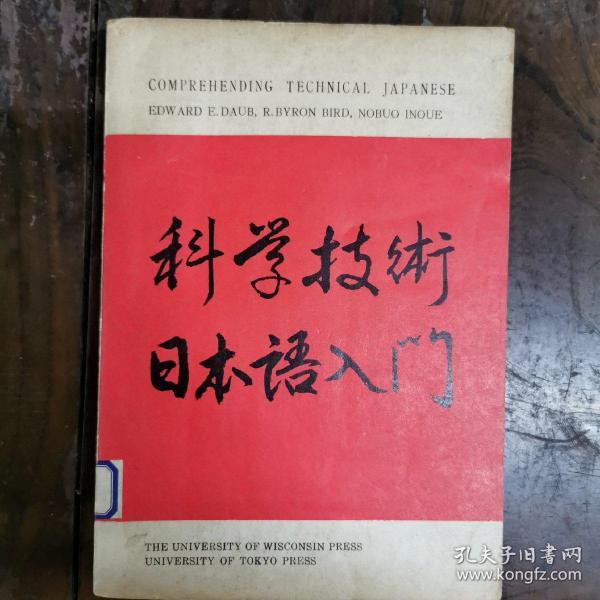 COMPREHENDING TECHNICAL JAPANESE
EDWARD E. DAUB, R. BYRON BIRD, NOBUO INOUE
科学技術
日本語入門
THE UNIVERSITY OF WISCONSIN PRESS
UNIVERSITY OF TOKYO PRESS
孔夫子旧书网
www.kongfz.com